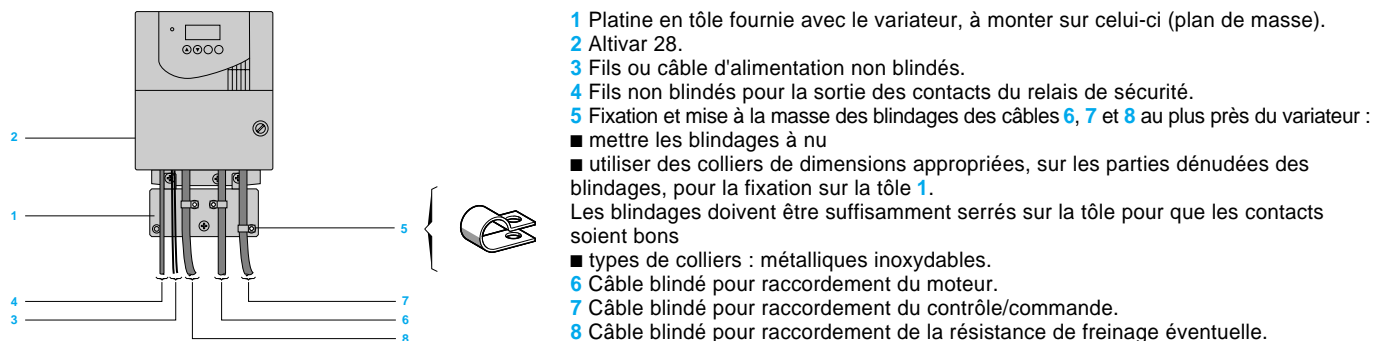 1 Platine en tôle fournie avec le variateur, à monter sur celui-ci (plan de masse).
2 Altivar 28.
3 Fils ou câble d'alimentation non blindés.
4 Fils non blindés pour la sortie des contacts du relais de sécurité.
5 Fixation et mise à la masse des blindages des câbles 6, 7 et 8 au plus près du variateur :
■ mettre les blindages à nu
■ utiliser des colliers de dimensions appropriées, sur les parties dénudées des
blindages, pour la fixation sur la tôle 1.
Les blindages doivent être suffisamment serrés sur la tôle pour que les contacts
soient bons
■ types de colliers : métalliques inoxydables.
6 Câble blindé pour raccordement du moteur.
7 Câble blindé pour raccordement du contrôle/commande.
8 Câble blindé pour raccordement de la résistance de freinage éventuelle.
2
1
5
4
7
3
6
8